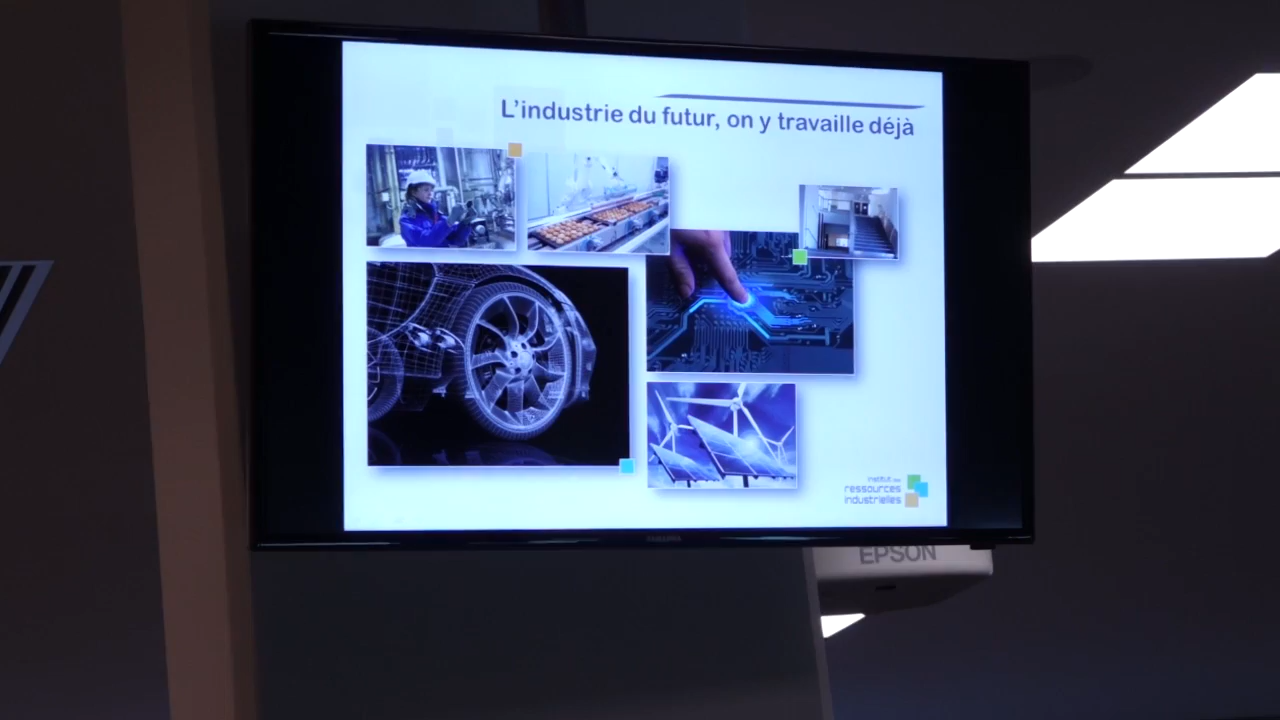 L'industrie du futur, on y travaille déjà
institut des
ressources
industrielles
EPSON